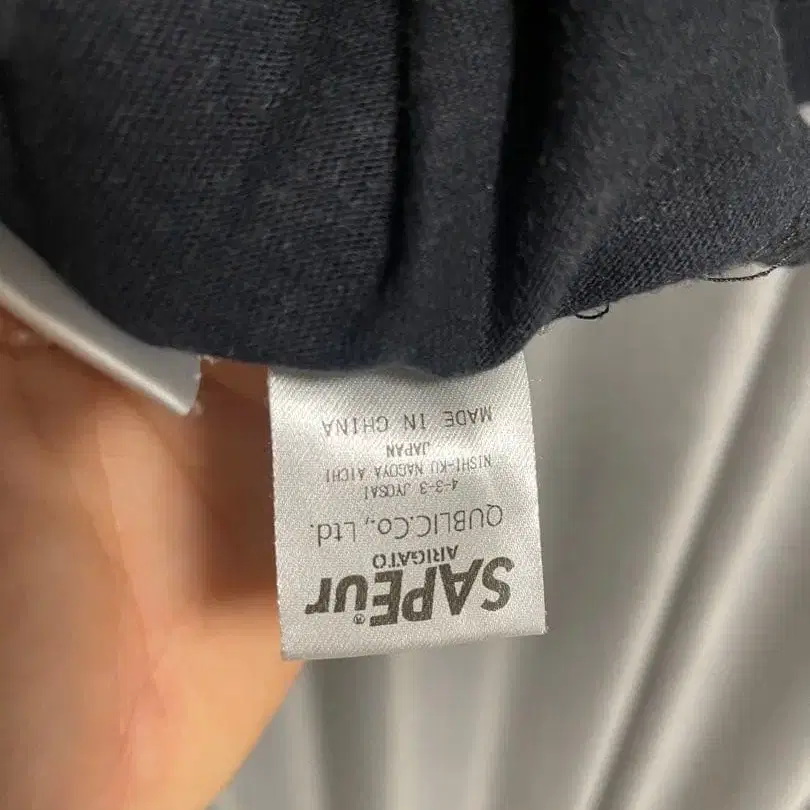 SAPEur®
ARIGATO
QUBLIC.Co., Ltd.
4-3-3 JYOSAI
NISHI-KU NAGOYA AICHI
JAPAN
MADE IN CHINA